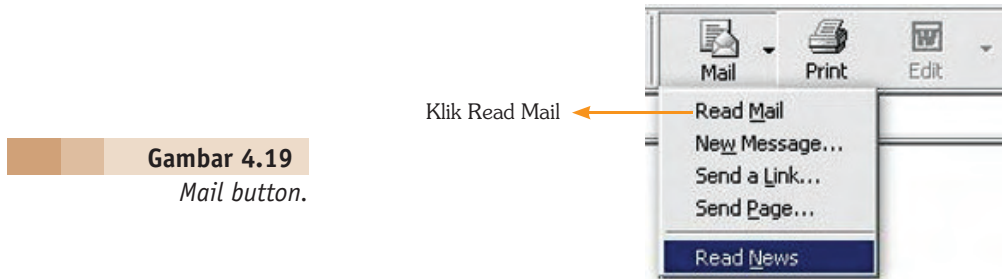 Mail Print Edit
Klik Read Mail
Read Mail
New Message...
Send a Link...
Send Page...
Read News
Gambar 4.19
Mail button.